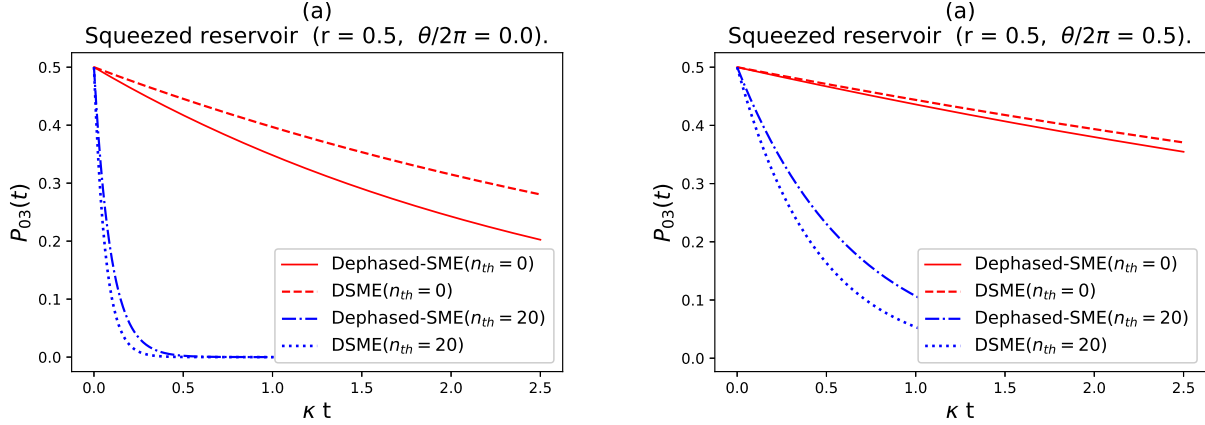 (a)
Squeezed reservoir (r = 0.5, θ/2π = 0.0).
0.5
0.4
0.3
0.2
0.1
0.0
P₀₃(t)
Dephased-SME(nₜₕ = 0)
DSME(nₜₕ = 0)
Dephased-SME(nₜₕ = 20)
DSME(nₜₕ = 20)
0.0 0.5 1.0 1.5 2.0 2.5
κ t
(a)
Squeezed reservoir (r = 0.5, θ/2π = 0.5).
0.5
0.4
0.3
0.2
0.1
0.0
P₀₃(t)
Dephased-SME(nₜₕ = 0)
DSME(nₜₕ = 0)
Dephased-SME(nₜₕ = 20)
DSME(nₜₕ = 20)
0.0 0.5 1.0 1.5 2.0 2.5
κ t